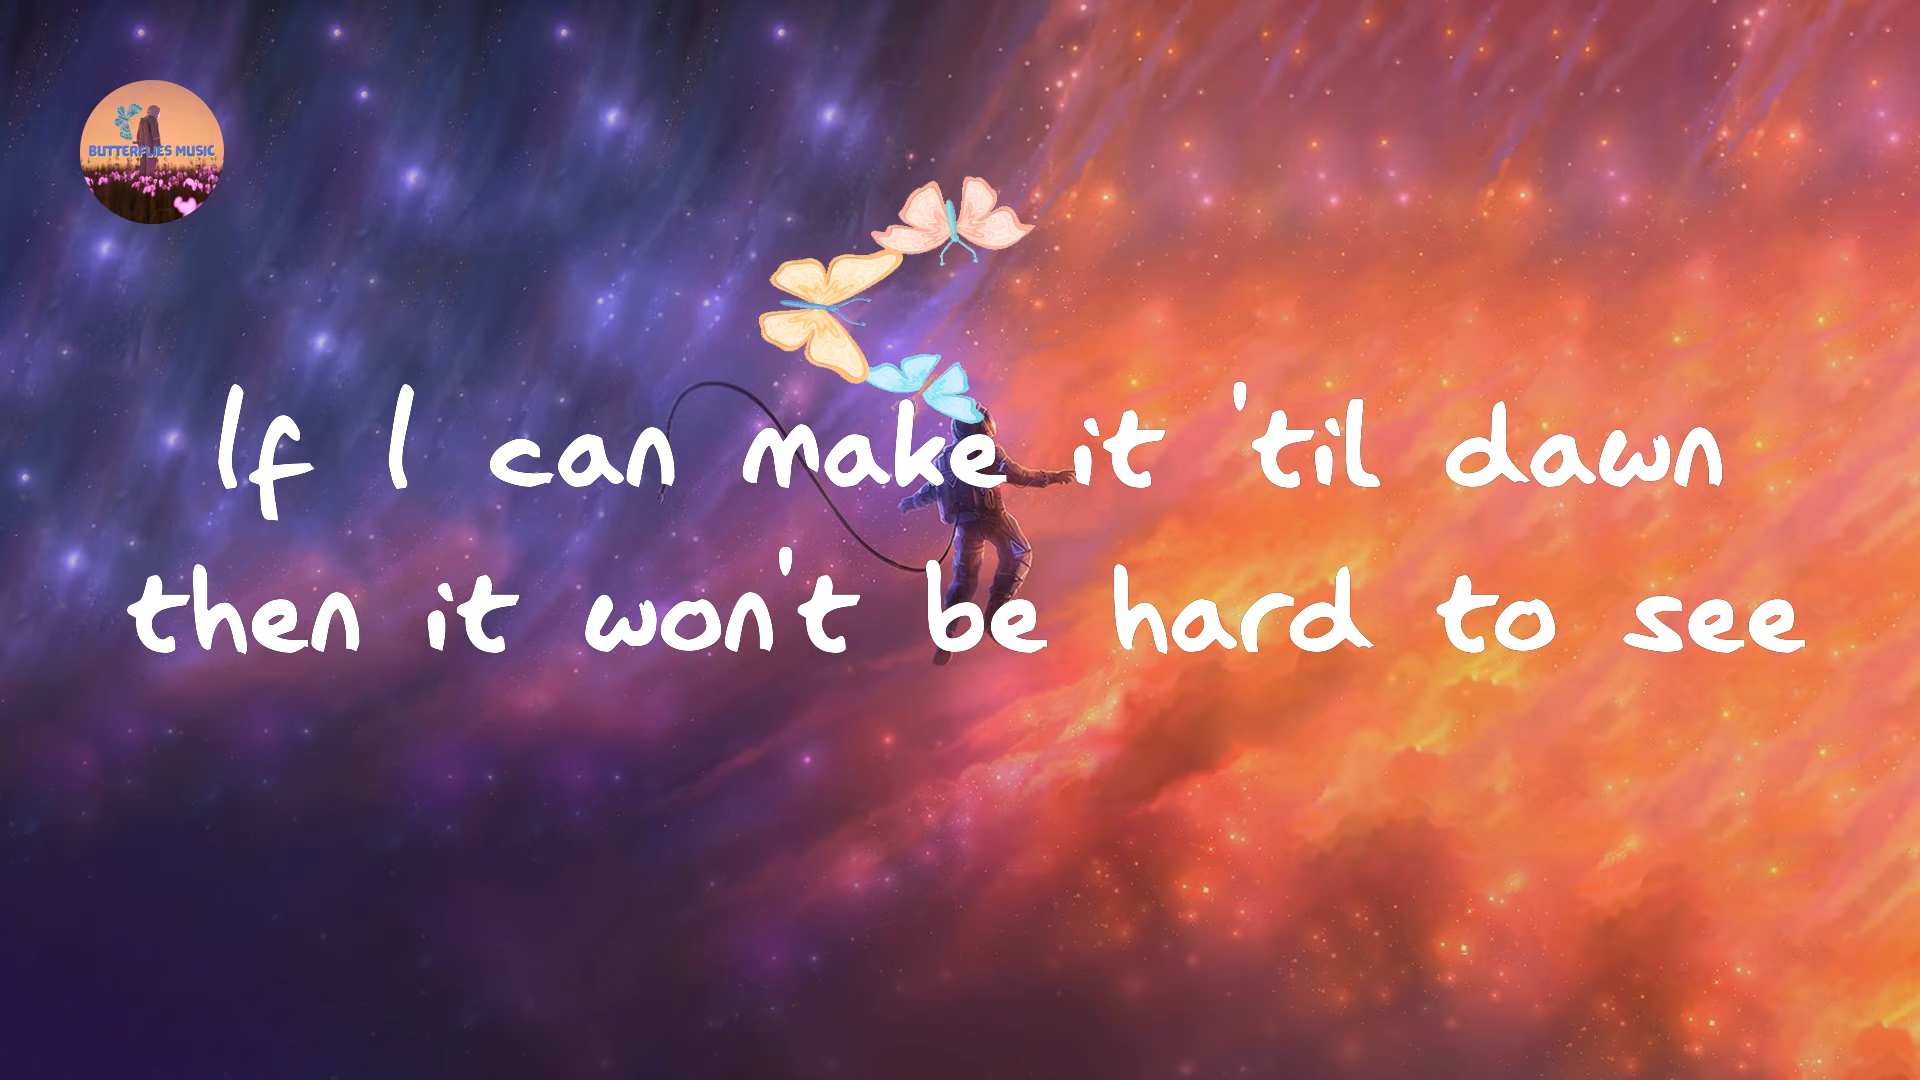 BUTTERFLIES MUSIC
If I can make it 'til dawn
then it won't be hard to see